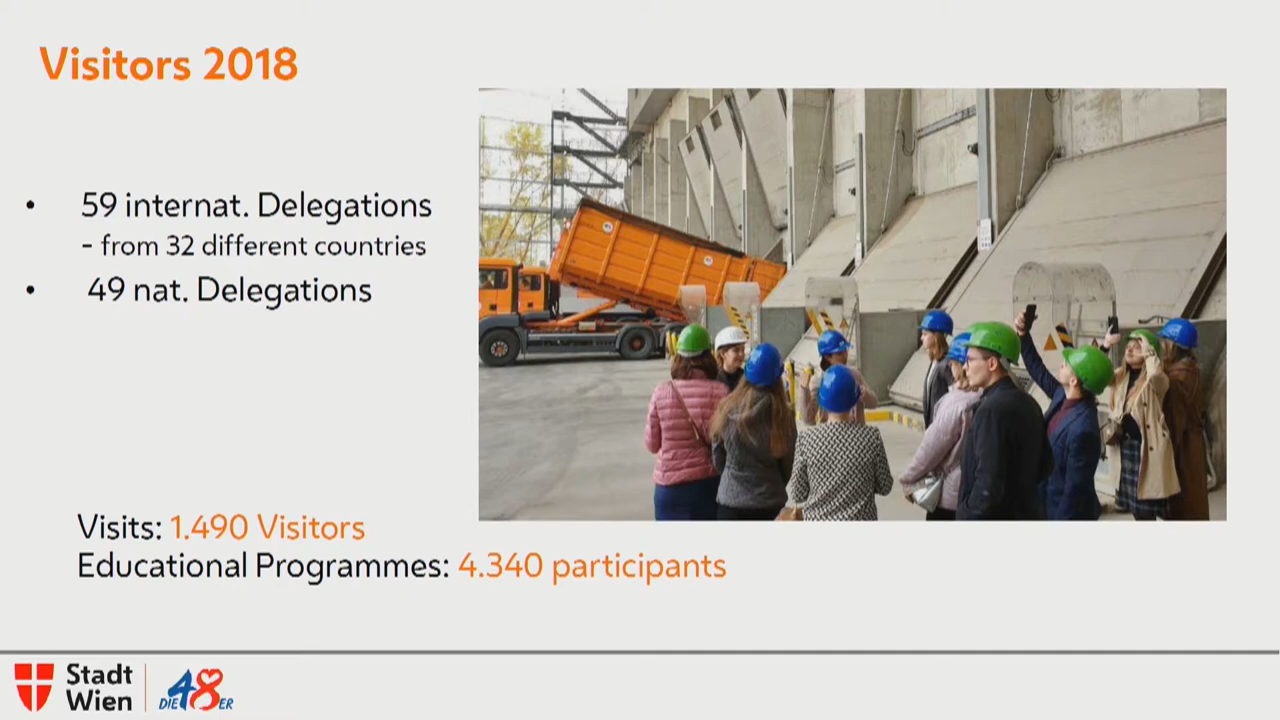 Visitors 2018
• 59 internat. Delegations
- from 32 different countries
• 49 nat. Delegations
Visits: 1.490 Visitors
Educational Programmes: 4.340 participants
Stadt
Wien
DIE 48ER